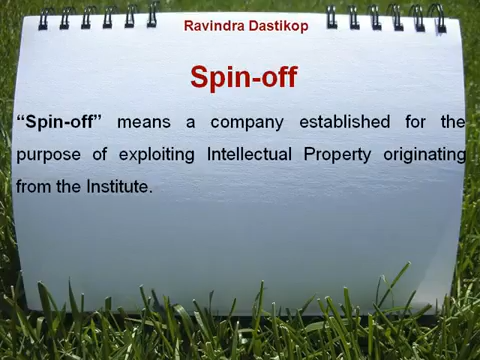 Ravindra Dastikop
Spin-off
“Spin-off” means a company established for the
purpose of exploiting Intellectual Property originating
from the Institute.